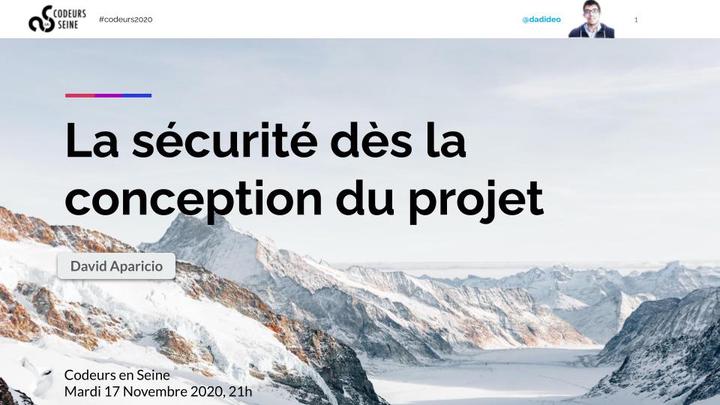 CODEURS
EN SEINE
#codeurs2020
@dadideo
1
La sécurité dès la
conception du projet
David Aparicio
Codeurs en Seine
Mardi 17 Novembre 2020, 21h